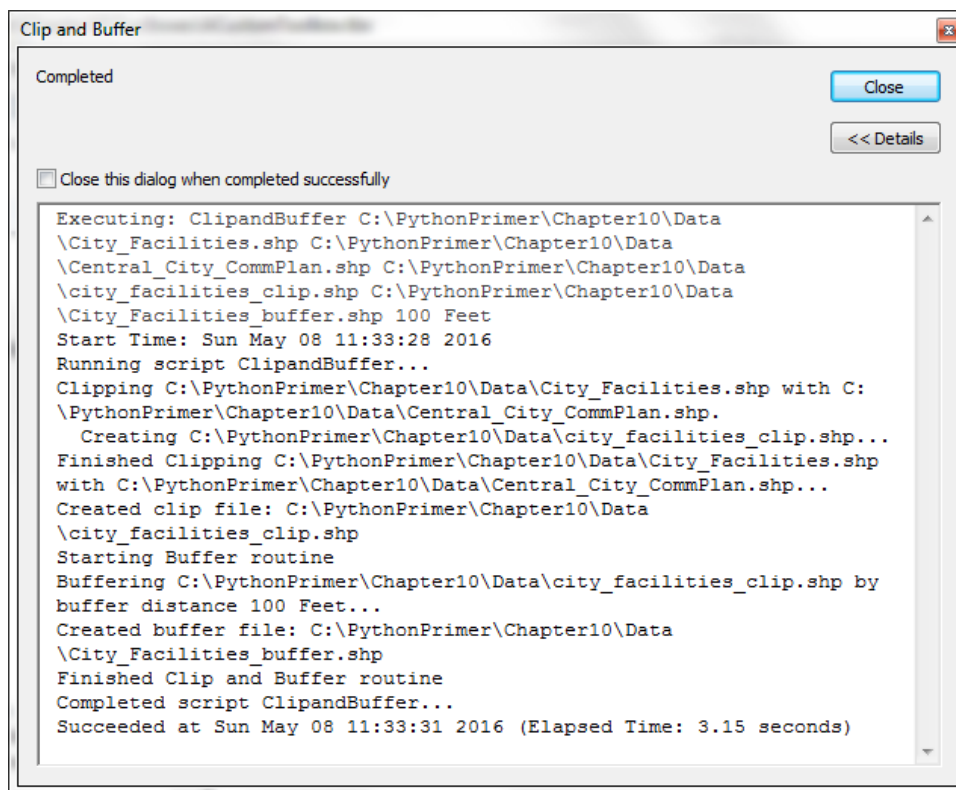 Clip and Buffer
Completed
Close
<< Details
Close this dialog when completed successfully
Executing: ClipandBuffer C:\PythonPrimer\Chapter10\Data
\City_Facilities.shp C:\PythonPrimer\Chapter10\Data
\Central_City_CommPlan.shp C:\PythonPrimer\Chapter10\Data
\city_facilities_clip.shp C:\PythonPrimer\Chapter10\Data
\City_Facilities_buffer.shp 100 Feet
Start Time: Sun May 08 11:33:28 2016
Running script ClipandBuffer...
Clipping C:\PythonPrimer\Chapter10\Data\City_Facilities.shp with C:
\PythonPrimer\Chapter10\Data\Central_City_CommPlan.shp.
Creating C:\PythonPrimer\Chapter10\Data\city_facilities_clip.shp...
Finished Clipping C:\PythonPrimer\Chapter10\Data\City_Facilities.shp
with C:\PythonPrimer\Chapter10\Data\Central_City_CommPlan.shp...
Created clip file: C:\PythonPrimer\Chapter10\Data
\city_facilities_clip.shp
Starting Buffer routine
Buffering C:\PythonPrimer\Chapter10\Data\city_facilities_clip.shp by
buffer distance 100 Feet...
Created buffer file: C:\PythonPrimer\Chapter10\Data
\City_Facilities_buffer.shp
Finished Clip and Buffer routine
Completed script ClipandBuffer...
Succeeded at Sun May 08 11:33:31 2016 (Elapsed Time: 3.15 seconds)